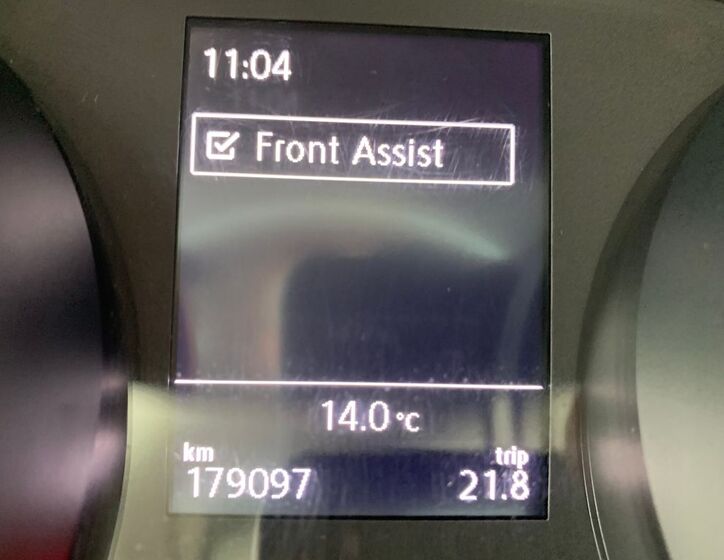 11:04
Front Assist
14.0 °C
km trip
179097 21.8